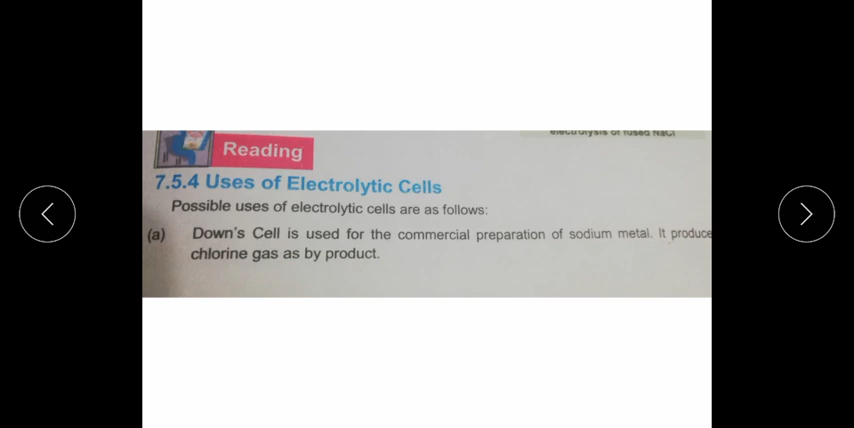 electrolysis of fused NaCl
Reading
7.5.4 Uses of Electrolytic Cells
Possible uses of electrolytic cells are as follows:
(a) Down's Cell is used for the commercial preparation of sodium metal. It produce
chlorine gas as by product.